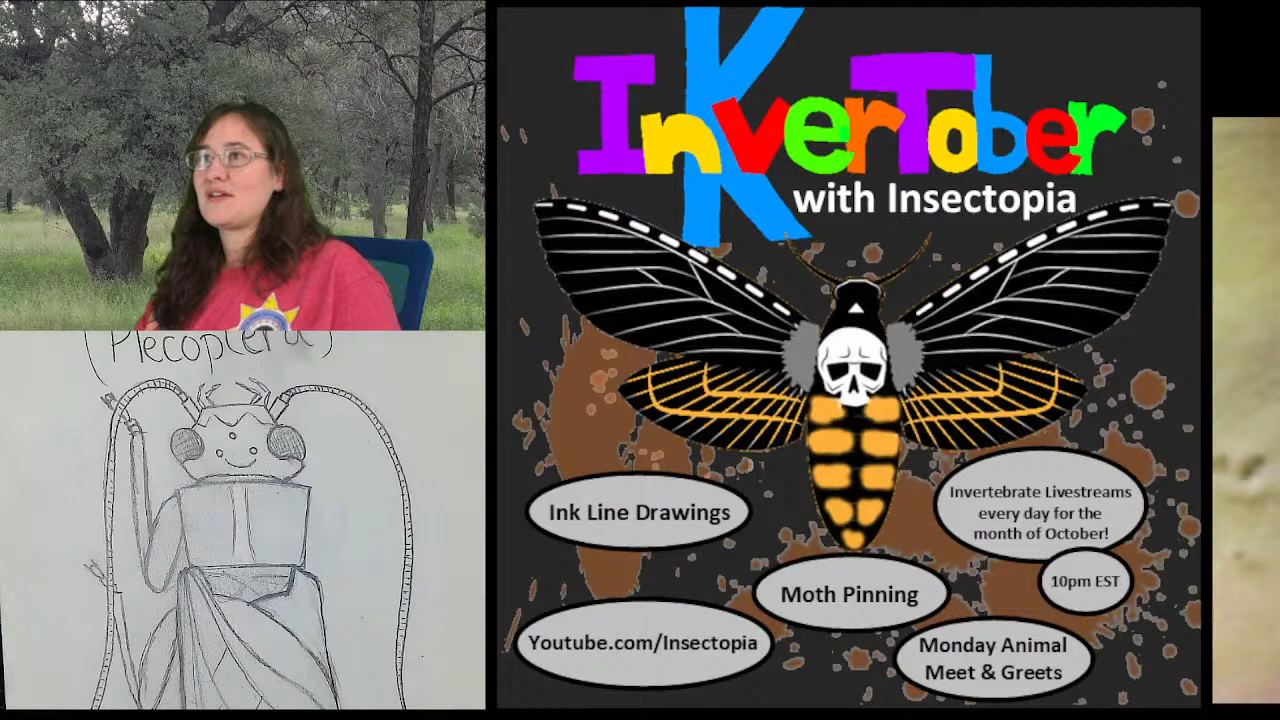 InKverTober
with Insectopia
(Plecoptera)
Ink Line Drawings
Invertebrate Livestreams
every day for the
month of October!
10pm EST
Moth Pinning
Youtube.com/Insectopia
Monday Animal
Meet & Greets